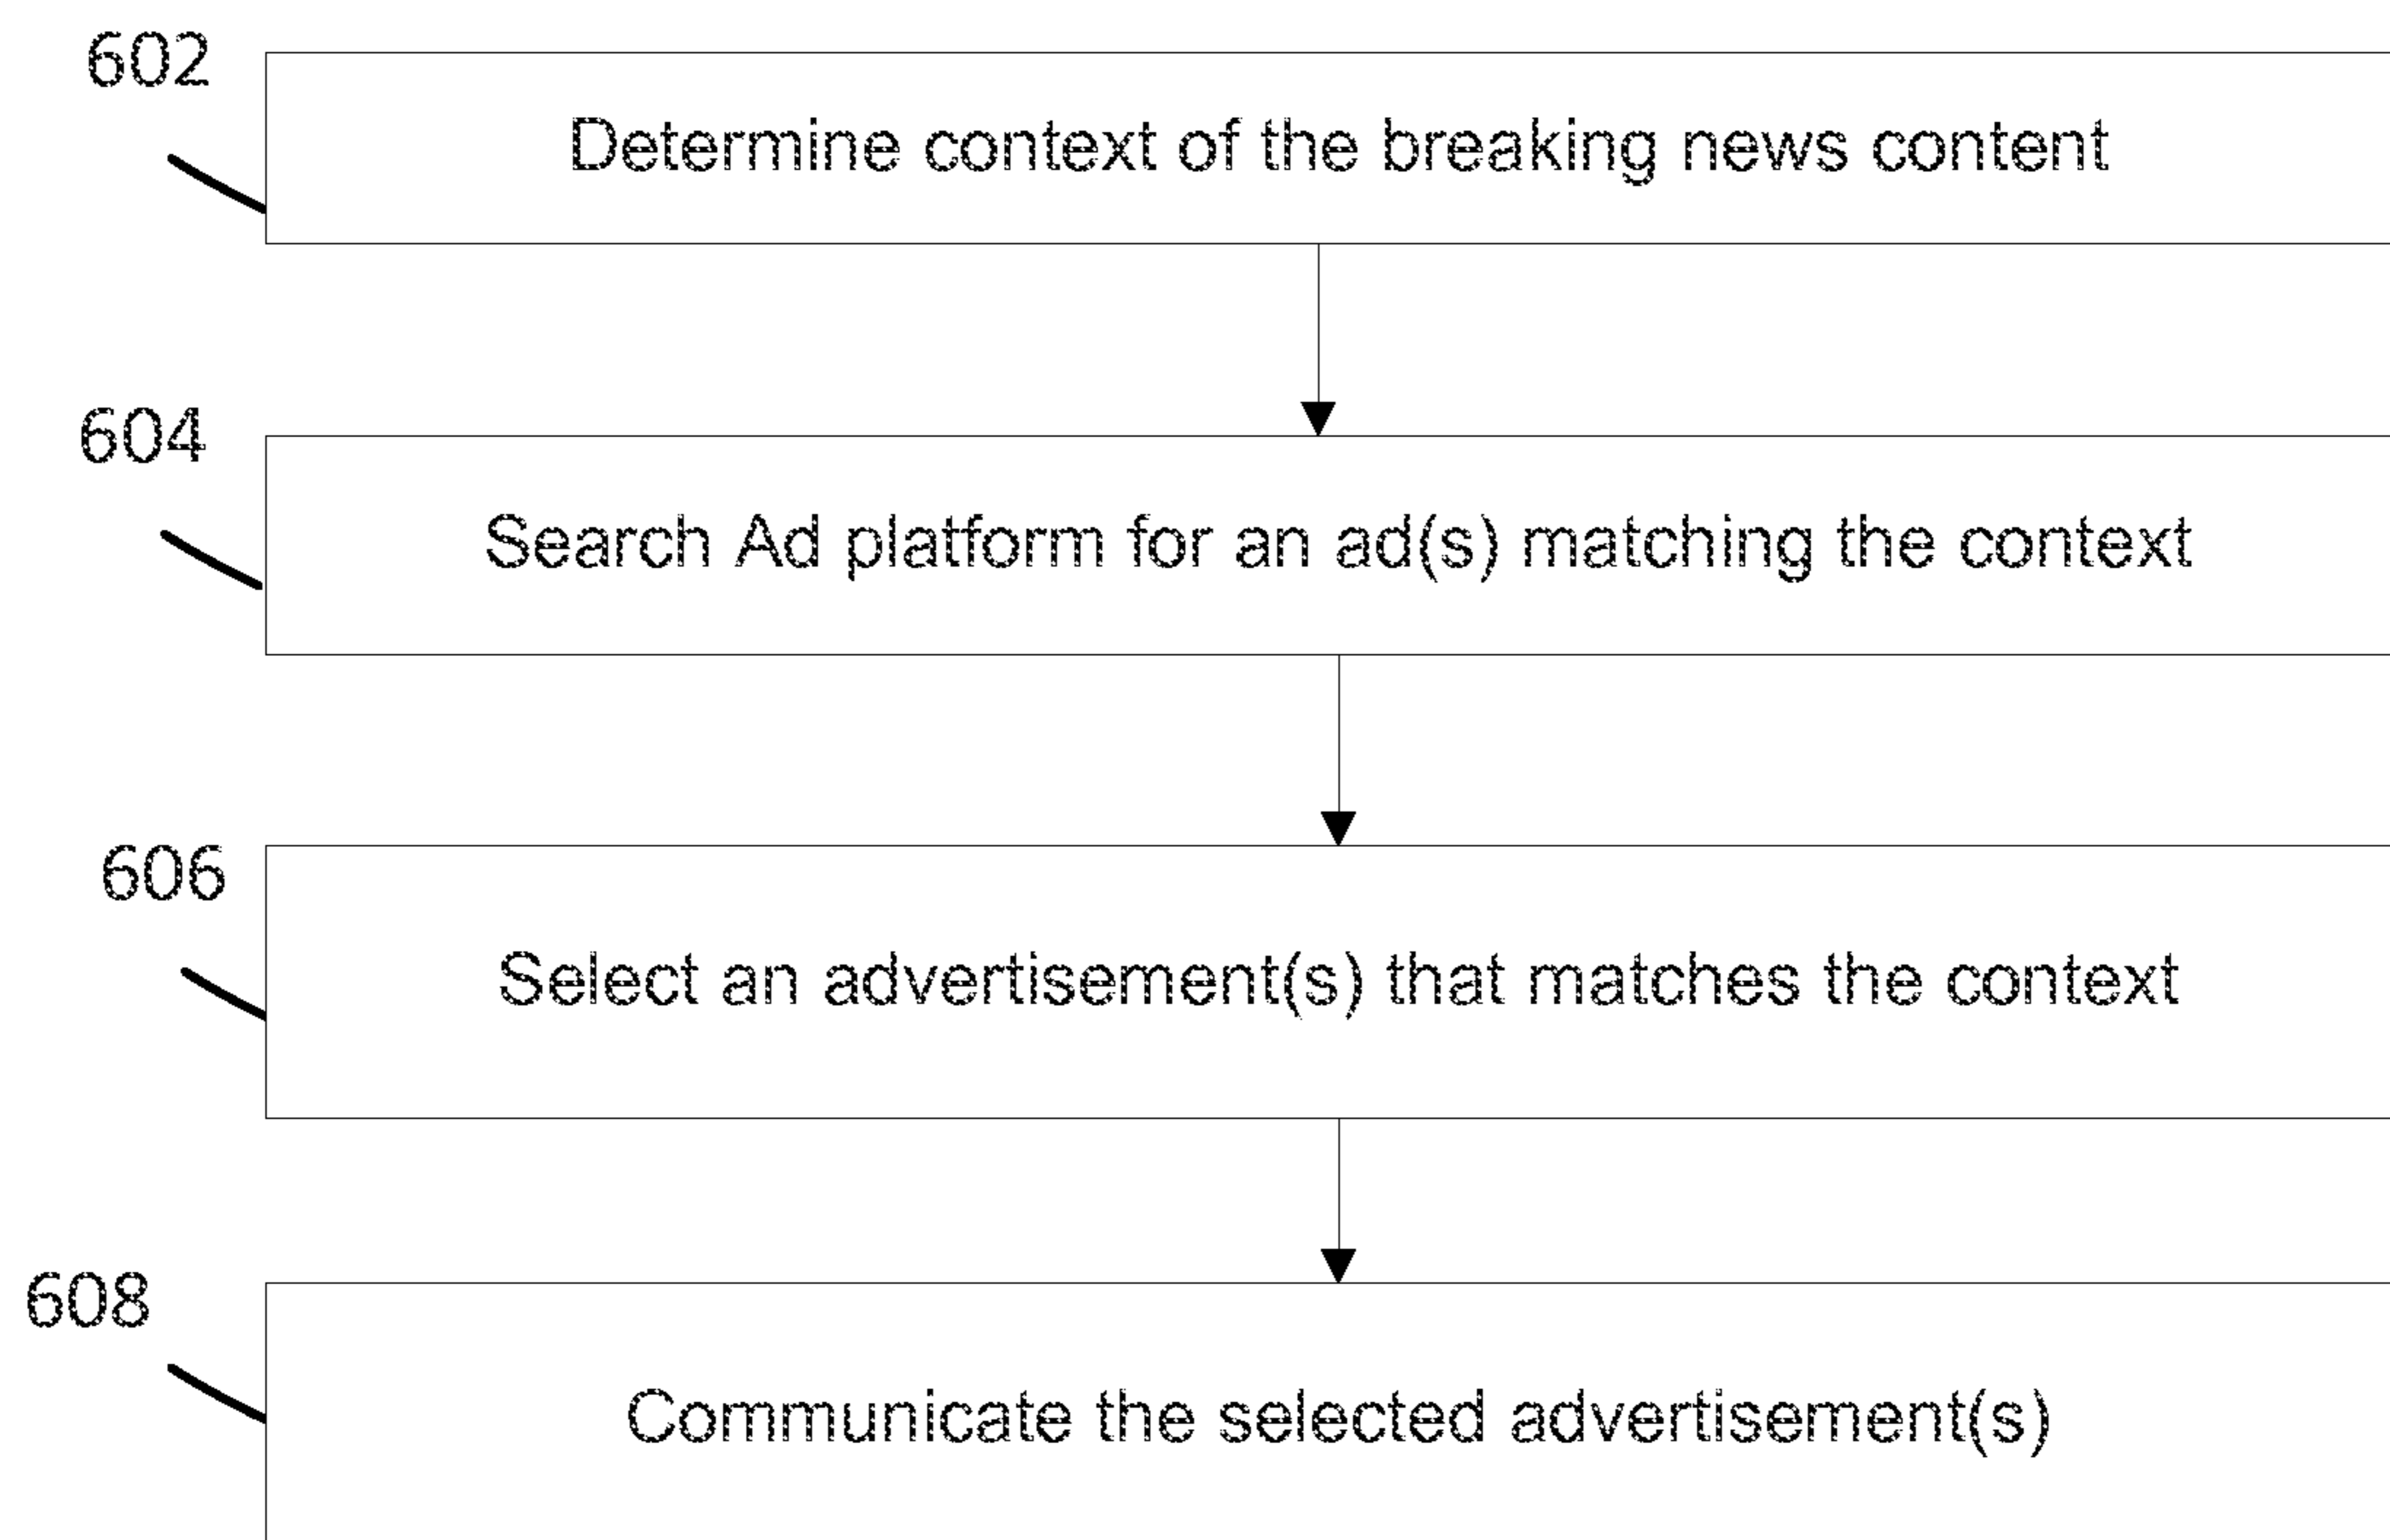 602
Determine context of the breaking news content
604
Search Ad platform for an ad(s) matching the context
606
Select an advertisement(s) that matches the context
608
Communicate the selected advertisement(s)